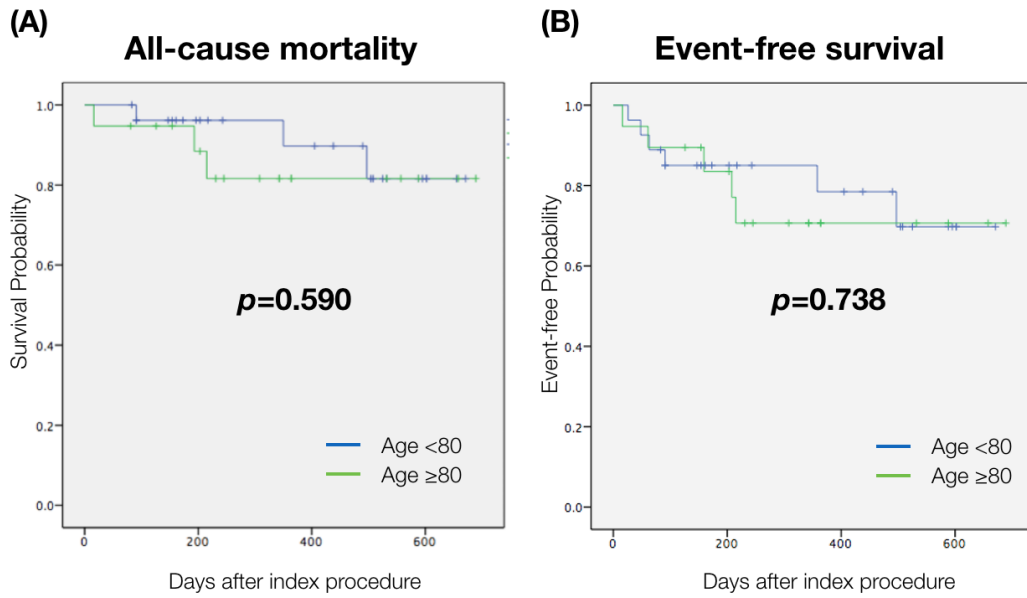 (A)
All-cause mortality
Survival Probability
1.0
0.8
0.6
0.4
0.2
0.0
p=0.590
Age <80
Age ≥80
0
200
400
600
Days after index procedure
(B)
Event-free survival
Event-free Probability
1.0
0.8
0.6
0.4
0.2
0.0
p=0.738
Age <80
Age ≥80
0
200
400
600
Days after index procedure